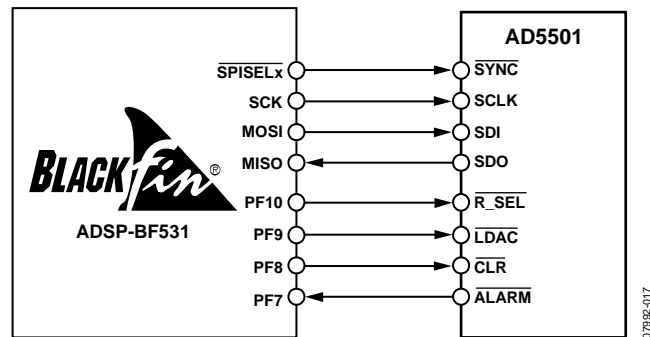 AD5501
SPISELx SYNC
SCK SCLK
MOSI SDI
MISO SDO
BLACKfin®
PF10 R_SEL
ADSP-BF531
PF9 LDAC
PF8 CLR
PF7 ALARM
07992-017